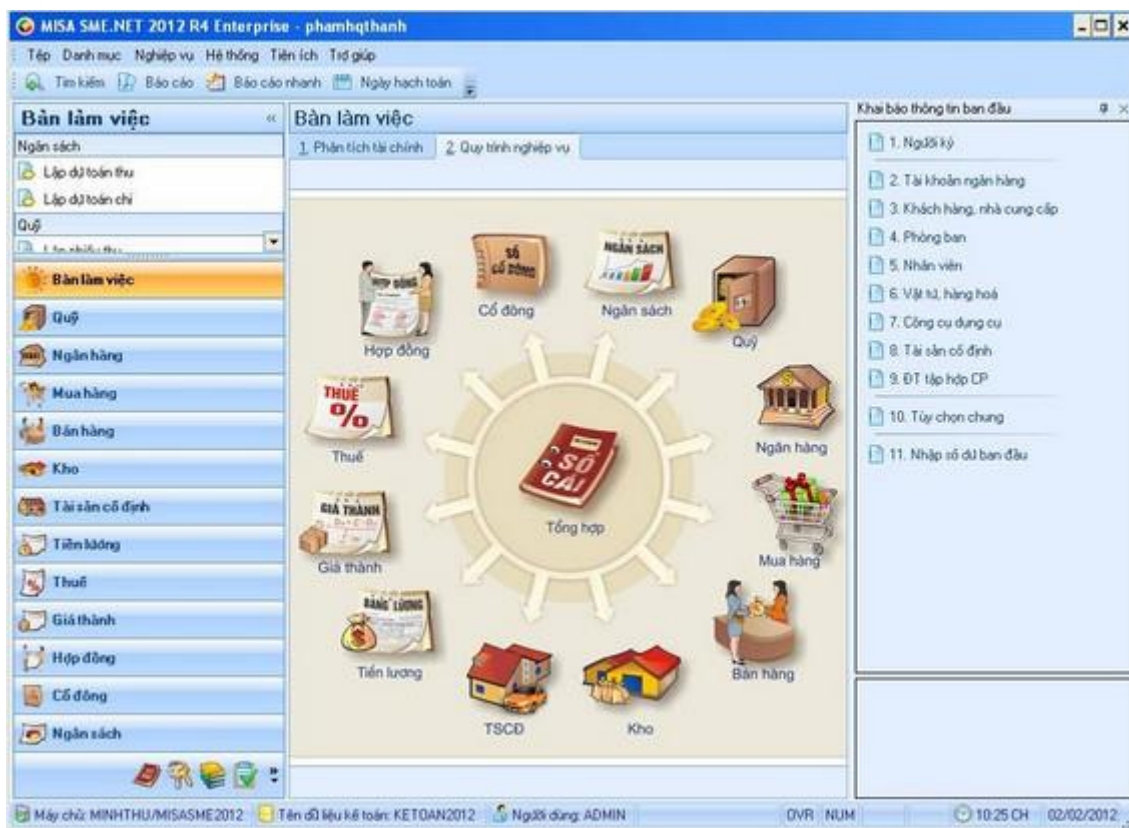 MISA SME.NET 2012 R4 Enterprise - phamhqthanh
Tệp Danh mục Nghiệp vụ Hệ thống Tiện ích Trợ giúp
Tìm kiếm Báo cáo Báo cáo nhanh Ngày hạch toán
Bàn làm việc
Ngân sách
Lập dự toán thu
Lập dự toán chi
Quỹ
Bàn làm việc
Quỹ
Ngân hàng
Mua hàng
Bán hàng
Kho
Tài sản cố định
Tiền lương
Thuế
Giá thành
Hợp đồng
Cổ đông
Ngân sách
Bàn làm việc
1. Phân tích tài chính 2. Quy trình nghiệp vụ
SỔ CỔ ĐÔNG
Cổ đông
NGÂN SÁCH
Ngân sách
Quỹ
HỢP ĐỒNG
Hợp đồng
THUẾ %
Thuế
Ngân hàng
SỔ CÁI
Tổng hợp
GIÁ THÀNH
Giá thành
Mua hàng
BẢNG LƯƠNG
Tiền lương
TSCĐ
Kho
Bán hàng
Khai báo thông tin ban đầu
1. Người ký
2. Tài khoản ngân hàng
3. Khách hàng, nhà cung cấp
4. Phòng ban
5. Nhân viên
6. Vật tư, hàng hoá
7. Công cụ dụng cụ
8. Tài sản cố định
9. ĐT tập hợp CP
10. Tùy chọn chung
11. Nhập số dư ban đầu
Máy chủ: MINHTHU/MISASME2012 Tên dữ liệu kế toán: KETOAN2012 Người dùng: ADMIN OVR NUM 10:25 CH 02/02/2012